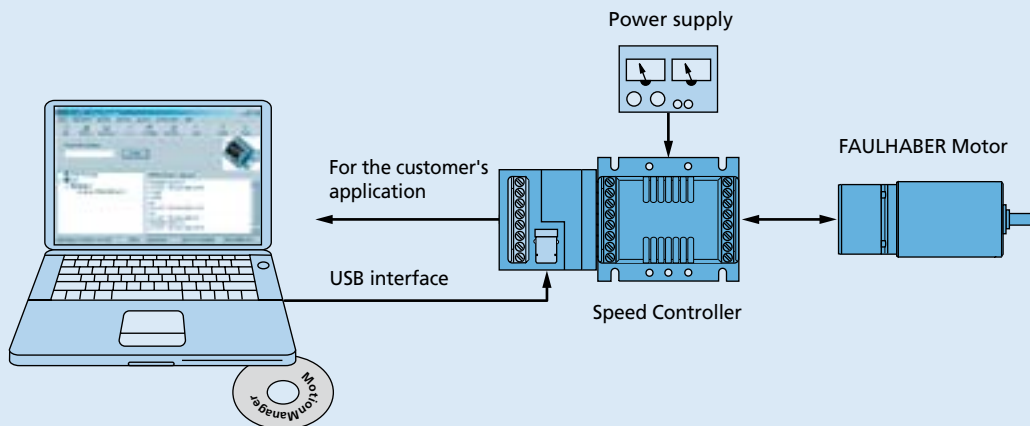 Power supply
FAULHABER Motor
For the customer's
application
USB interface
Speed Controller
MotionManager